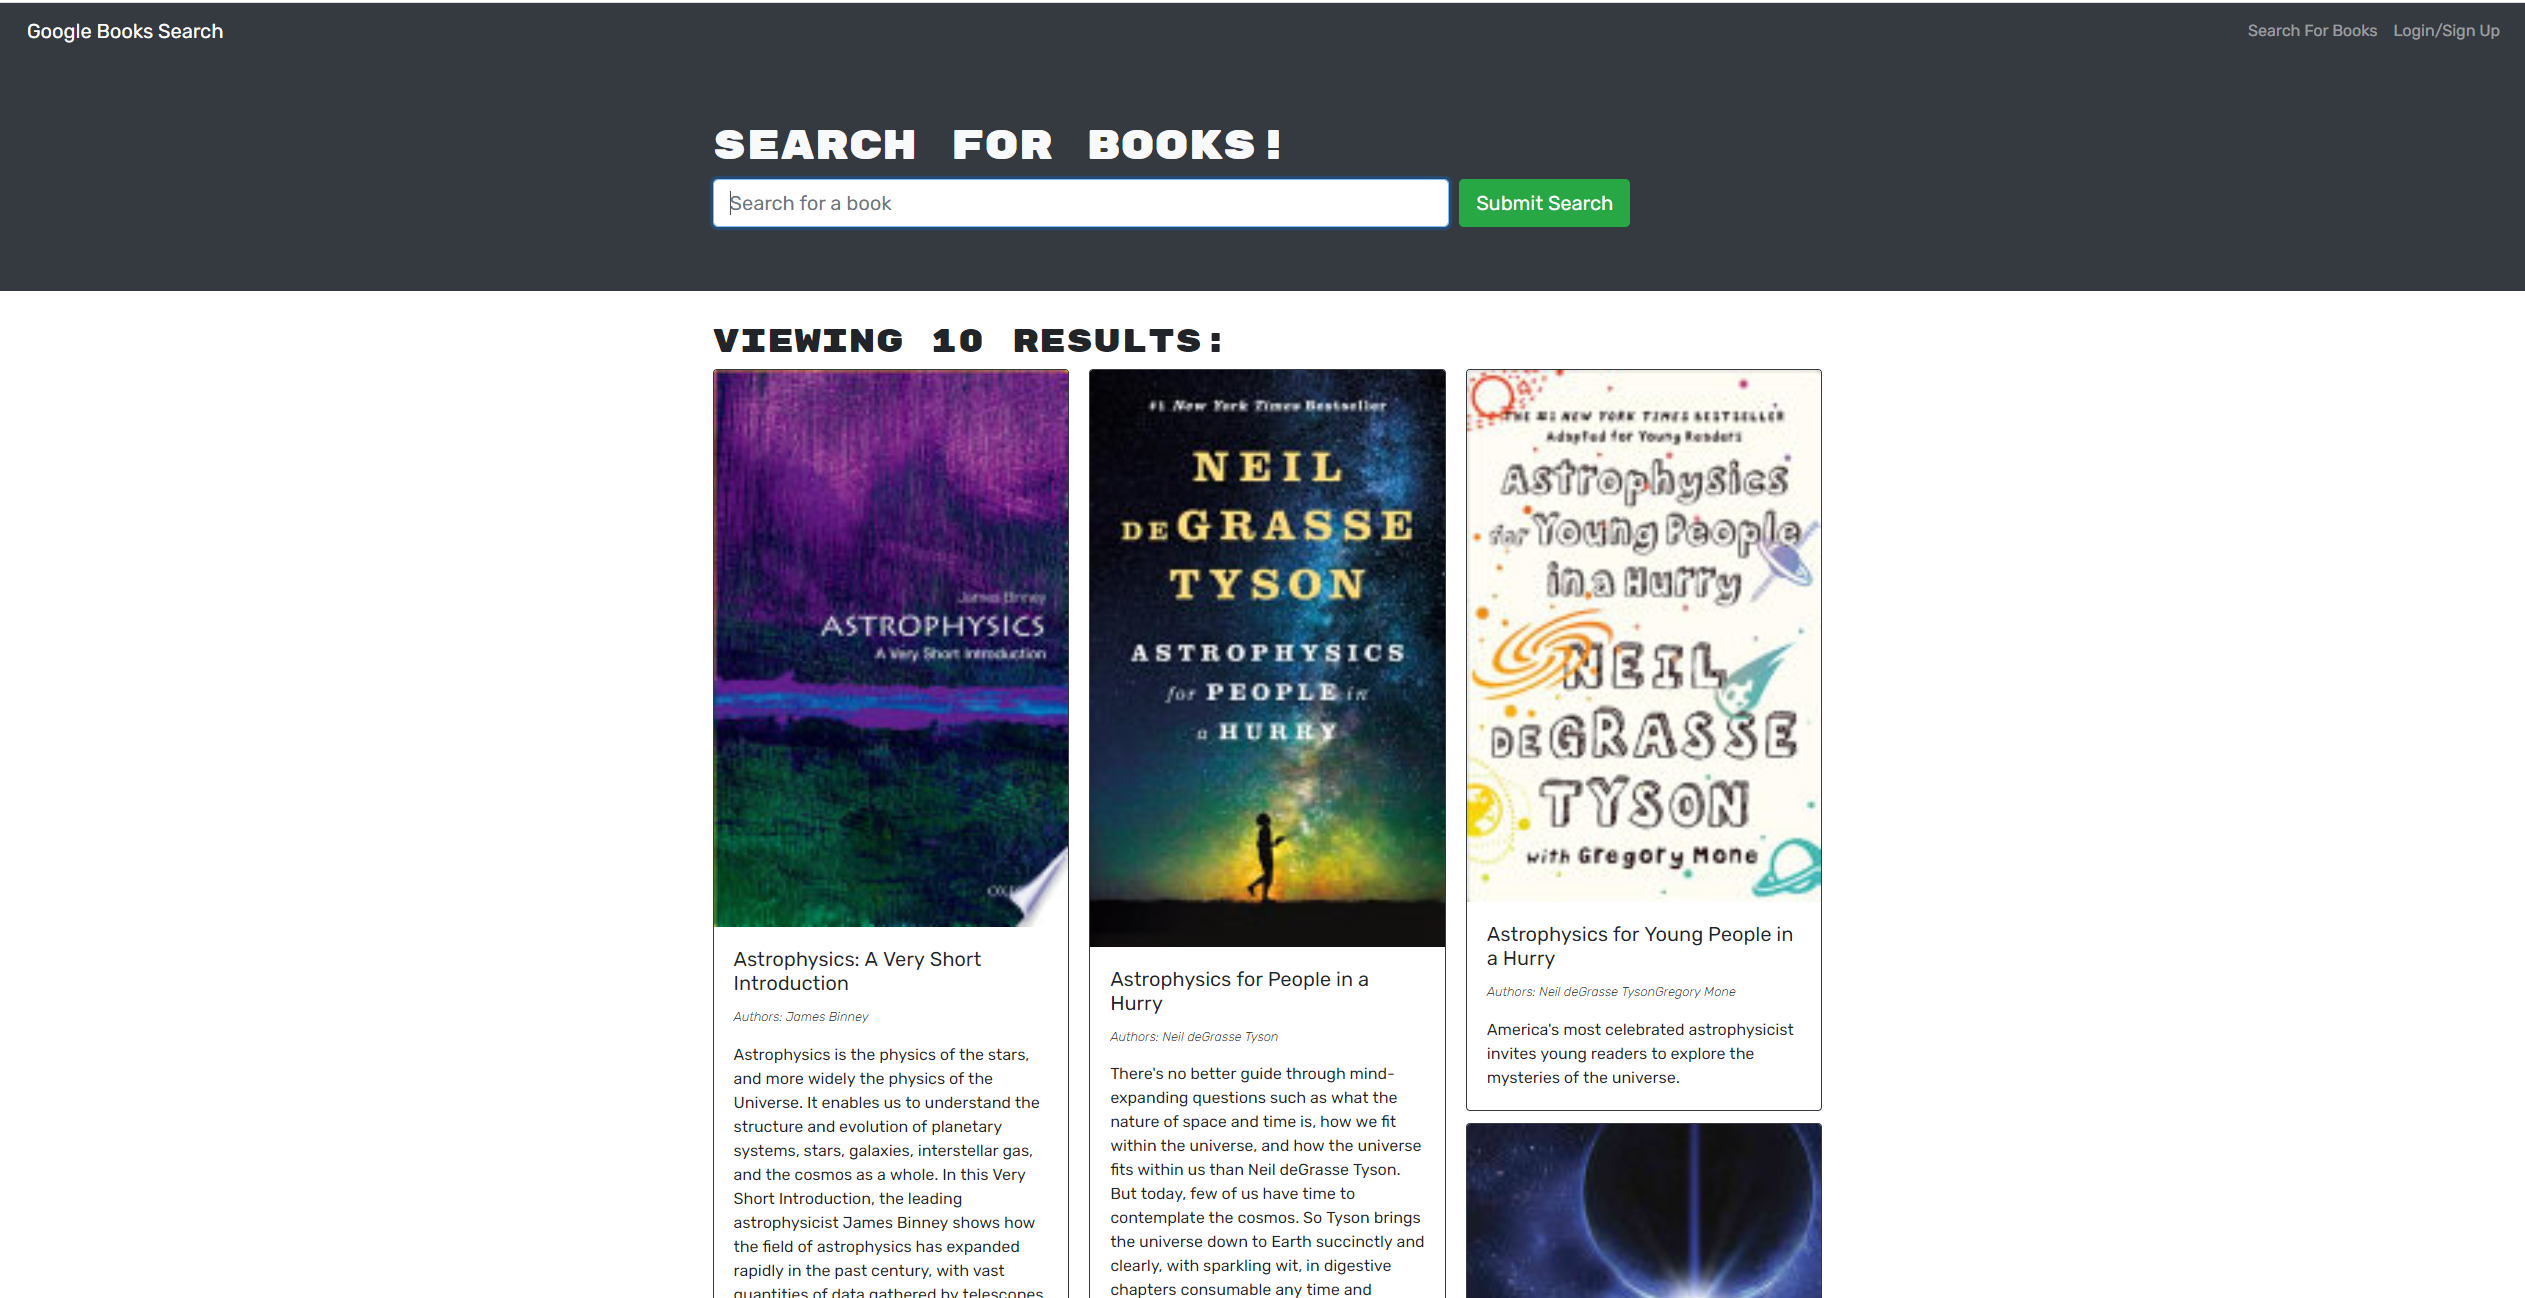 Google Books Search
Search For Books
Login/Sign Up
SEARCH FOR BOOKS!
Search for a book
Submit Search
VIEWING 10 RESULTS:
James Binney
ASTROPHYSICS
A Very Short Introduction
Astrophysics: A Very Short
Introduction
Authors: James Binney
Astrophysics is the physics of the stars,
and more widely the physics of the
Universe. It enables us to understand the
structure and evolution of planetary
systems, stars, galaxies, interstellar gas,
and the cosmos as a whole. In this Very
Short Introduction, the leading
astrophysicist James Binney shows how
the field of astrophysics has expanded
rapidly in the past century, with vast
quantities of data gathered by telescopes
#1 New York Times Bestseller
NEIL
DEGRASSE
TYSON
ASTROPHYSICS
for PEOPLE in
a HURRY
Astrophysics for People in a
Hurry
Authors: Neil deGrasse Tyson
There's no better guide through mind-
expanding questions such as what the
nature of space and time is, how we fit
within the universe, and how the universe
fits within us than Neil deGrasse Tyson.
But today, few of us have time to
contemplate the cosmos. So Tyson brings
the universe down to Earth succinctly and
clearly, with sparkling wit, in digestive
chapters consumable any time and
THE #1 NEW YORK TIMES BESTSELLER
Adapted for Young Readers
Astrophysics
for Young People
in a Hurry
NEIL
DEGRASSE
TYSON
with Gregory Mone
Astrophysics for Young People in
a Hurry
Authors: Neil deGrasse TysonGregory Mone
America's most celebrated astrophysicist
invites young readers to explore the
mysteries of the universe.